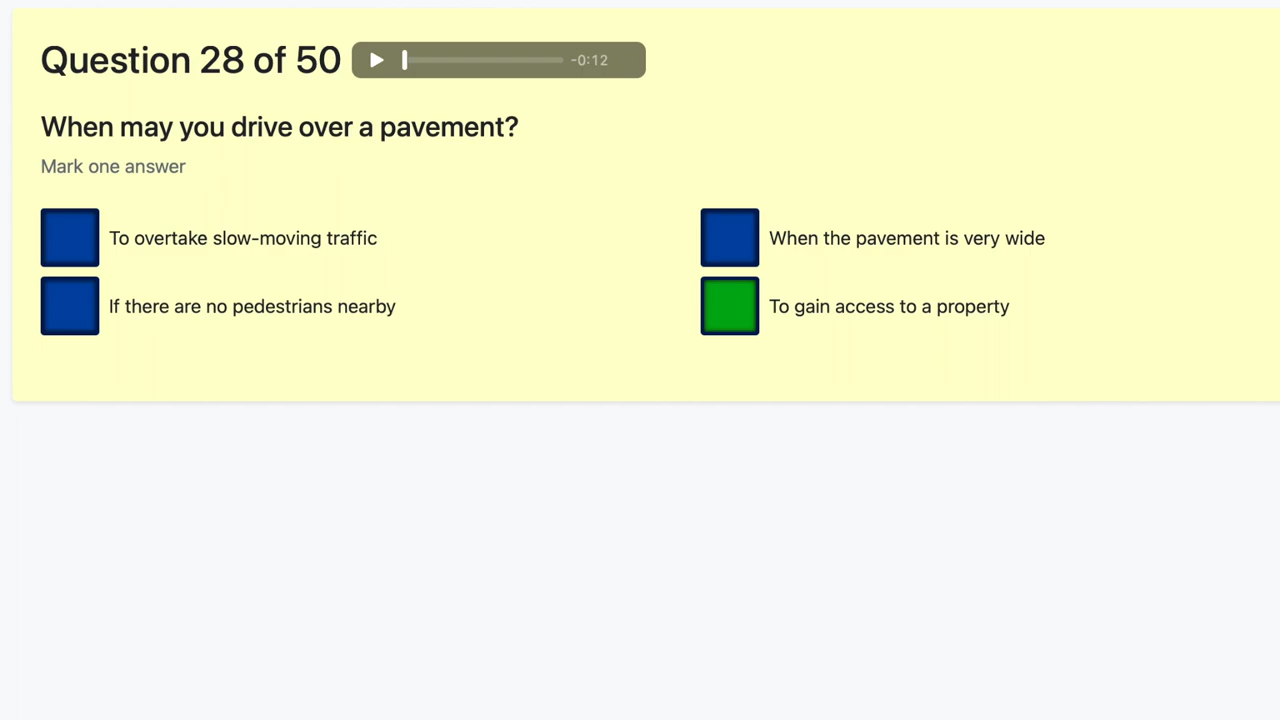 Question 28 of 50
-0:12
When may you drive over a pavement?
Mark one answer
To overtake slow-moving traffic
When the pavement is very wide
If there are no pedestrians nearby
To gain access to a property